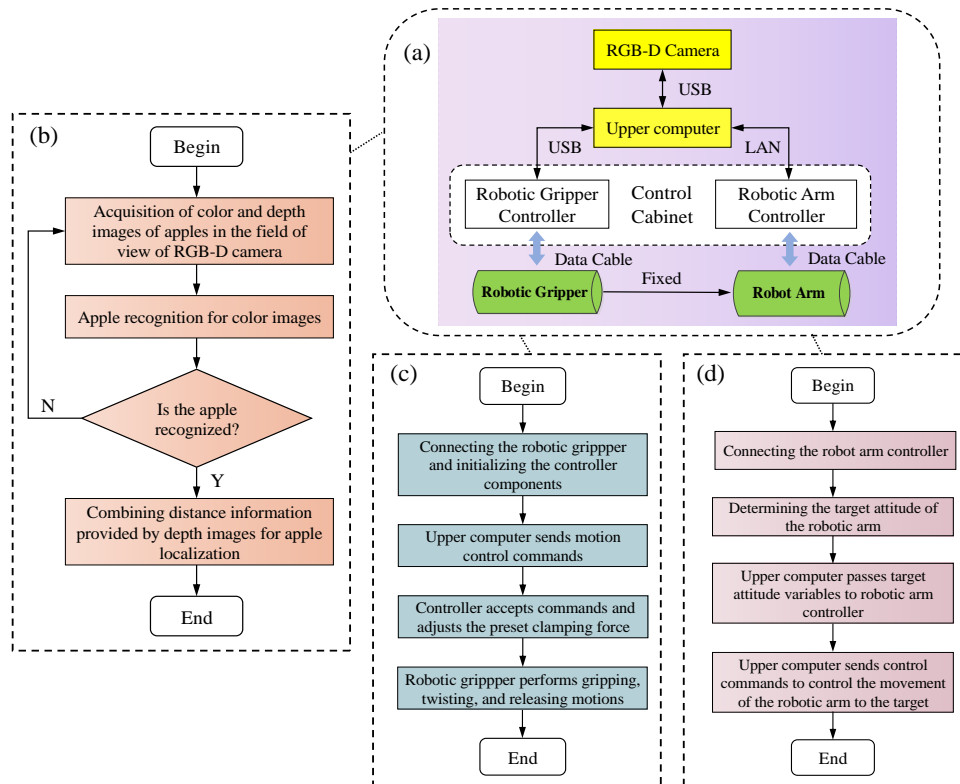 (a)
RGB-D Camera
USB
Upper computer
USB
LAN
Robotic Gripper
Controller
Control
Cabinet
Robotic Arm
Controller
Data Cable
Data Cable
Robotic Gripper
Fixed
Robot Arm
(b)
Begin
Acquisition of color and depth
images of apples in the field of
view of RGB-D camera
Apple recognition for color images
Is the apple
recognized?
N
Y
Combining distance information
provided by depth images for apple
localization
End
(c)
Begin
Connecting the robotic grippper
and initializing the controller
components
Upper computer sends motion
control commands
Controller accepts commands and
adjusts the preset clamping force
Robotic grippper performs gripping,
twisting, and releasing motions
End
(d)
Begin
Connecting the robot arm controller
Determining the target attitude of
the robotic arm
Upper computer passes target
attitude variables to robotic arm
controller
Upper computer sends control
commands to control the movement
of the robotic arm to the target
End